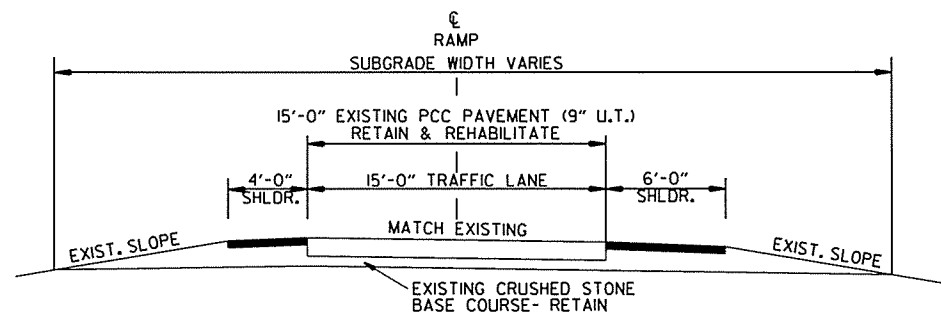 ℄
RAMP
SUBGRADE WIDTH VARIES
15'-0" EXISTING PCC PAVEMENT (9" U.T.)
RETAIN & REHABILITATE
4'-0"
SHLDR.
15'-0" TRAFFIC LANE
6'-0"
SHLDR.
EXIST. SLOPE
MATCH EXISTING
EXIST. SLOPE
EXISTING CRUSHED STONE
BASE COURSE- RETAIN